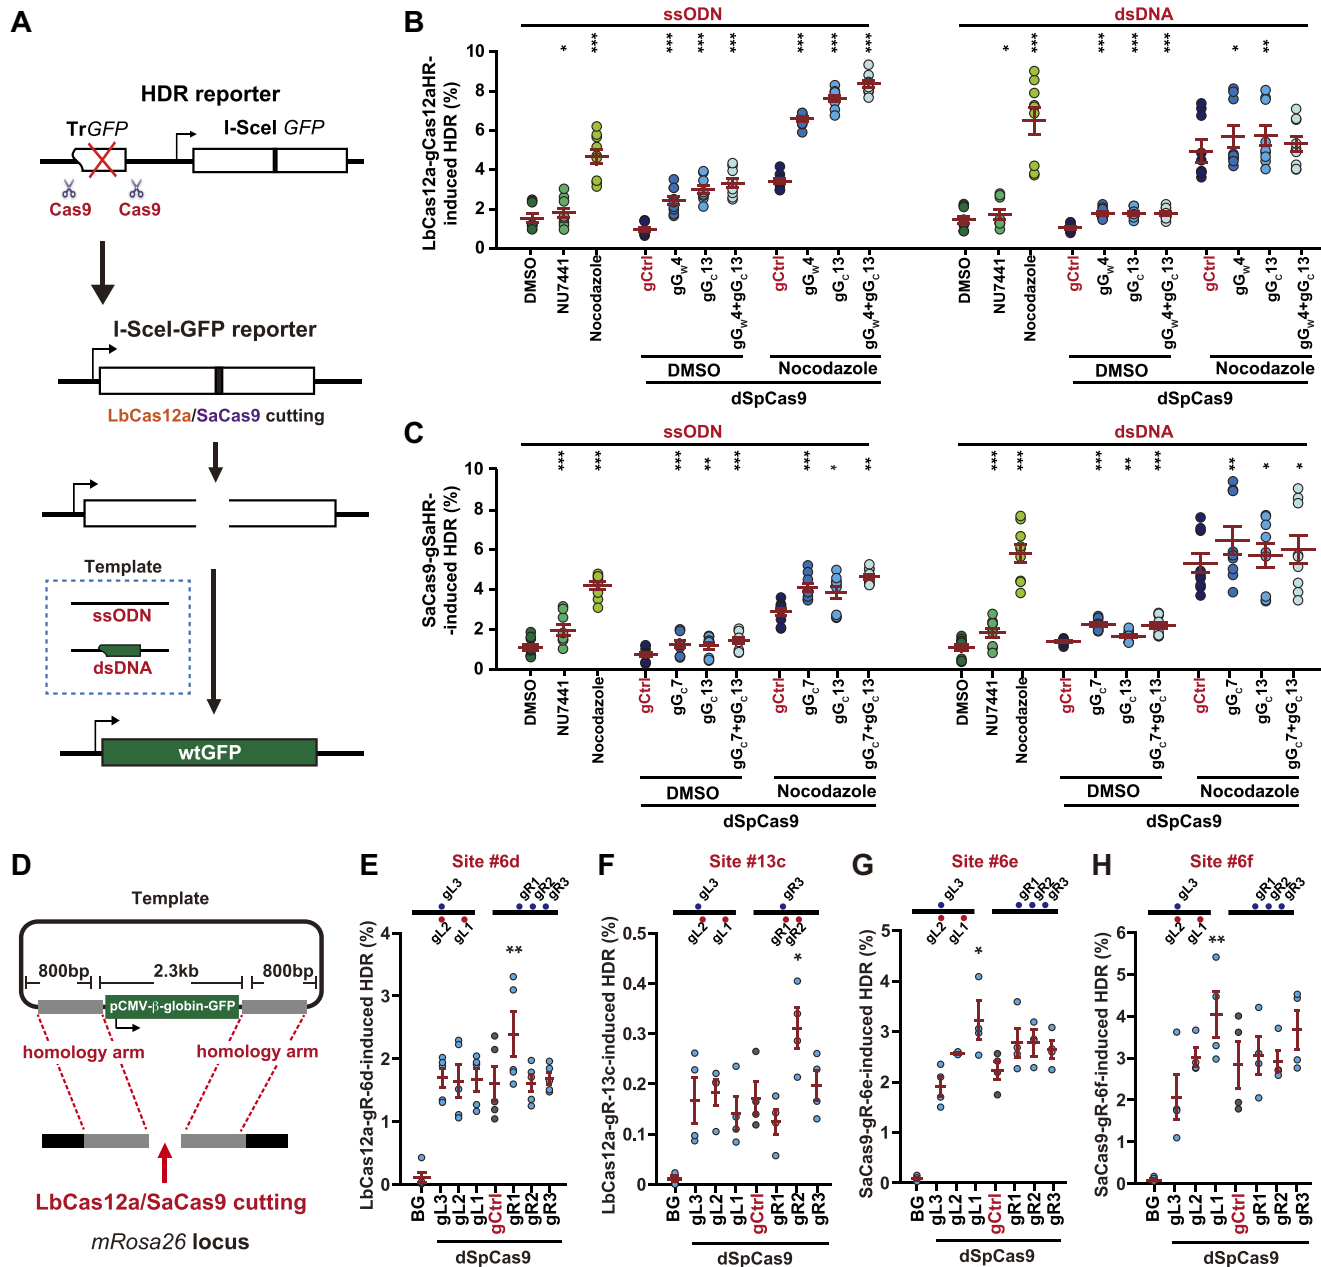 A
HDR reporter
TrGFP
I-SceI GFP
Cas9
Cas9
I-SceI-GFP reporter
LbCas12a/SaCas9 cutting
Template
ssODN
dsDNA
wtGFP
B
ssODN
dsDNA
* *** *** *** *** *** *** *** * *** *** *** *** * **
LbCas12a-gCas12aHR-
induced HDR (%)
10
8
6
4
2
0
DMSO
NU7441
Nocodazole
gCtrl
gGw4
gGc13
gGw4+gGc13
gCtrl
gGw4
gGc13
gGw4+gGc13
DMSO
Nocodazole
dSpCas9
DMSO
NU7441
Nocodazole
gCtrl
gGw4
gGc13
gGw4+gGc13
gCtrl
gGw4
gGc13
gGw4+gGc13
DMSO
Nocodazole
dSpCas9
C
ssODN
dsDNA
*** *** *** ** *** *** * ** *** *** *** ** *** ** * *
SaCas9-gSaHR-
-induced HDR (%)
10
8
6
4
2
0
DMSO
NU7441
Nocodazole
gCtrl
gGc7
gGc13
gGc7+gGc13
gCtrl
gGc7
gGc13
gGc7+gGc13
DMSO
Nocodazole
dSpCas9
DMSO
NU7441
Nocodazole
gCtrl
gGc7
gGc13
gGc7+gGc13
gCtrl
gGc7
gGc13
gGc7+gGc13
DMSO
Nocodazole
dSpCas9
D
Template
800bp
2.3kb
800bp
pCMV-β-globin-GFP
homology arm
homology arm
LbCas12a/SaCas9 cutting
mRosa26 locus
E
Site #6d
gL3
gR1
gR2
gR3
gL2
gL1
**
LbCas12a-gR-6d-induced HDR (%)
4
3
2
1
0
BG
gL3
gL2
gL1
gCtrl
gR1
gR2
gR3
dSpCas9
F
Site #13c
gL3
gR3
gL2
gL1
gR1
gR2
*
LbCas12a-gR-13c-induced HDR (%)
0.5
0.4
0.3
0.2
0.1
0
BG
gL3
gL2
gL1
gCtrl
gR1
gR2
gR3
dSpCas9
G
Site #6e
gL3
gR1
gR2
gR3
gL2
gL1
*
SaCas9-gR-6e-induced HDR (%)
5
4
3
2
1
0
BG
gL3
gL2
gL1
gCtrl
gR1
gR2
gR3
dSpCas9
H
Site #6f
gL3
gR1
gR2
gR3
gL2
gL1
**
SaCas9-gR-6f-induced HDR (%)
6
5
4
3
2
1
0
BG
gL3
gL2
gL1
gCtrl
gR1
gR2
gR3
dSpCas9